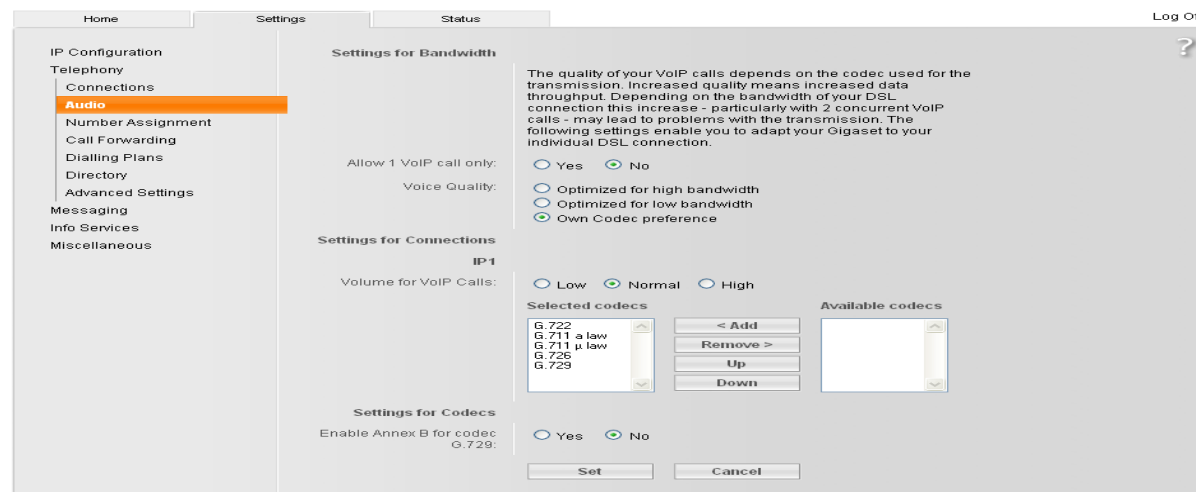 Home
Settings
Status
Log Of
?
IP Configuration
Telephony
Connections
Audio
Number Assignment
Call Forwarding
Dialling Plans
Directory
Advanced Settings
Messaging
Info Services
Miscellaneous
Settings for Bandwidth
The quality of your VoIP calls depends on the codec used for the
transmission. Increased quality means increased data
throughput. Depending on the bandwidth of your DSL
connection this increase - particularly with 2 concurrent VoIP
calls - may lead to problems with the transmission. The
following settings enable you to adapt your Gigaset to your
individual DSL connection.
Allow 1 VoIP call only:
Yes No
Voice Quality:
Optimized for high bandwidth
Optimized for low bandwidth
Own Codec preference
Settings for Connections
IP1
Volume for VoIP Calls:
Low Normal High
Selected codecs
Available codecs
G.722
G.711 a law
G.711 µ law
G.726
G.729
< Add
Remove >
Up
Down
Settings for Codecs
Enable Annex B for codec
G.729:
Yes No
Set
Cancel